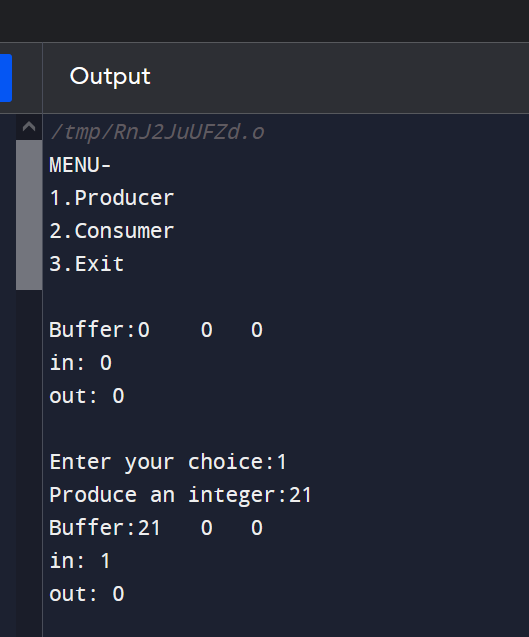 Output
/tmp/RnJ2JuUFZd.o
MENU-
1.Producer
2.Consumer
3.Exit
Buffer:0    0   0
in: 0
out: 0
Enter your choice:1
Produce an integer:21
Buffer:21   0   0
in: 1
out: 0